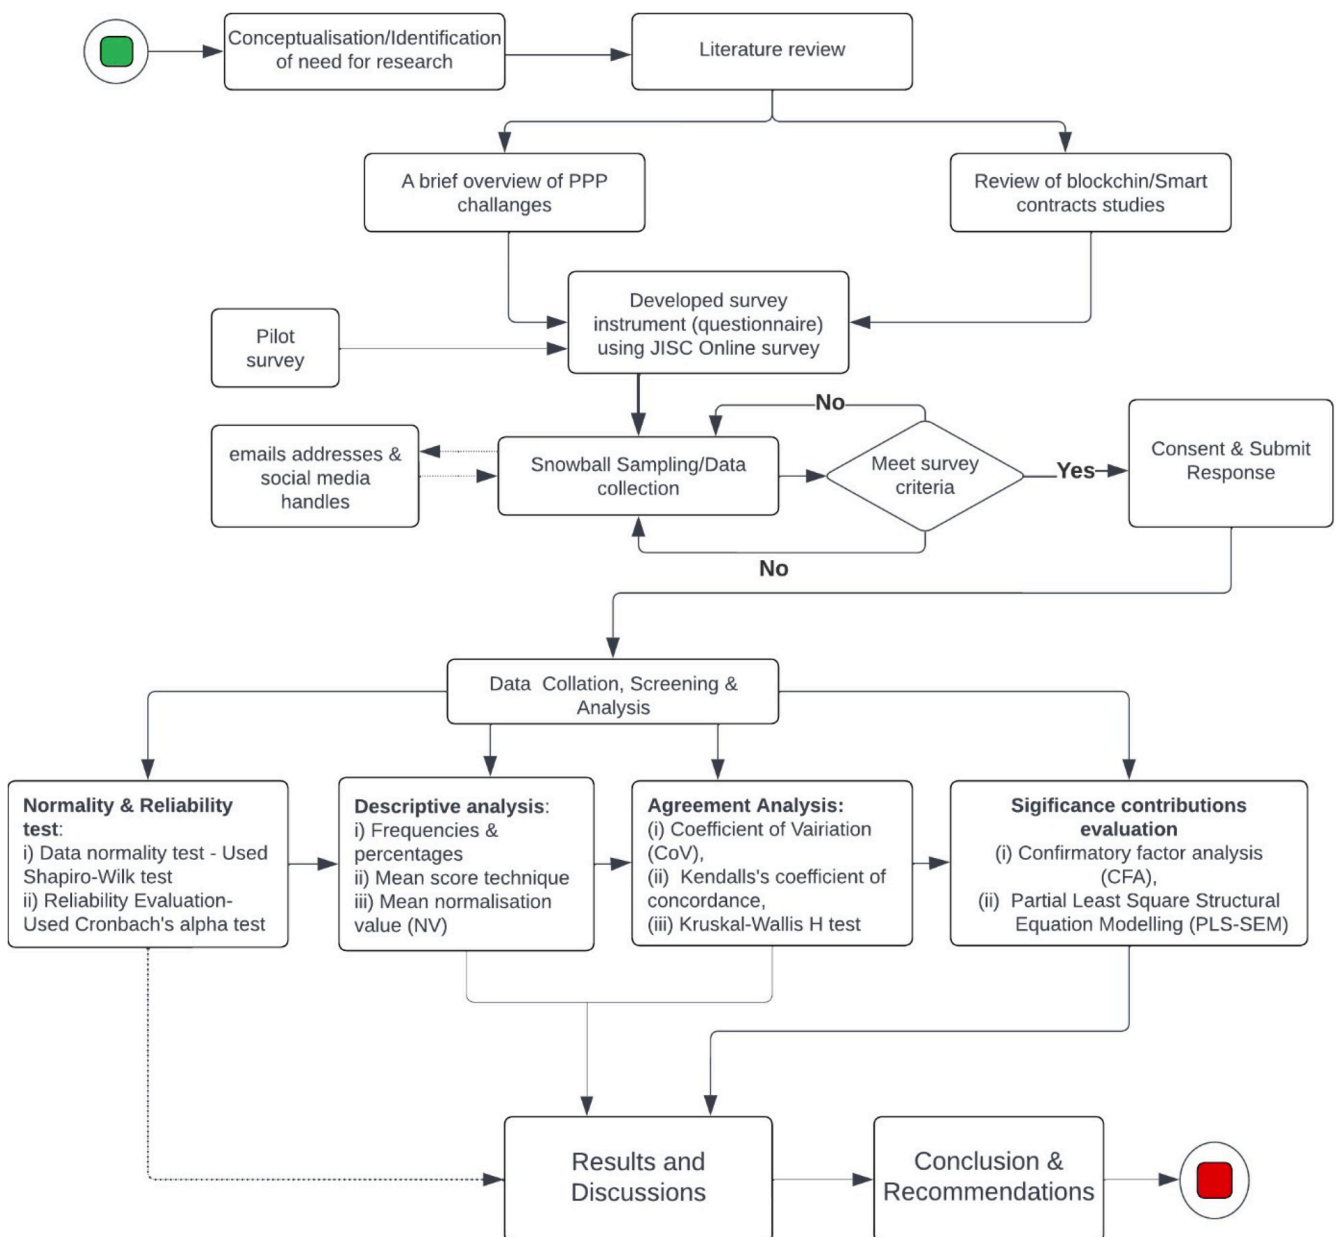 Conceptualisation/Identification
of need for research
Literature review
A brief overview of PPP
challanges
Review of blockchin/Smart
contracts studies
Developed survey
instrument (questionnaire)
using JISC Online survey
Pilot
survey
No
emails addresses &
social media
handles
Snowball Sampling/Data
collection
Meet survey
criteria
Yes
Consent & Submit
Response
No
Data  Collation, Screening &
Analysis
Normality & Reliability
test:
i) Data normality test - Used
Shapiro-Wilk test
ii) Reliability Evaluation-
Used Cronbach's alpha test
Descriptive analysis:
i) Frequencies &
percentages
ii) Mean score technique
iii) Mean normalisation
value (NV)
Agreement Analysis:
(i) Coefficient of Vairiation
(CoV),
(ii)  Kendalls's coefficient of
concordance,
(iii) Kruskal-Wallis H test
Sigificance contributions
evaluation
(i) Confirmatory factor analysis
(CFA),
(ii)  Partial Least Square Structural
Equation Modelling (PLS-SEM)
Results and
Discussions
Conclusion &
Recommendations